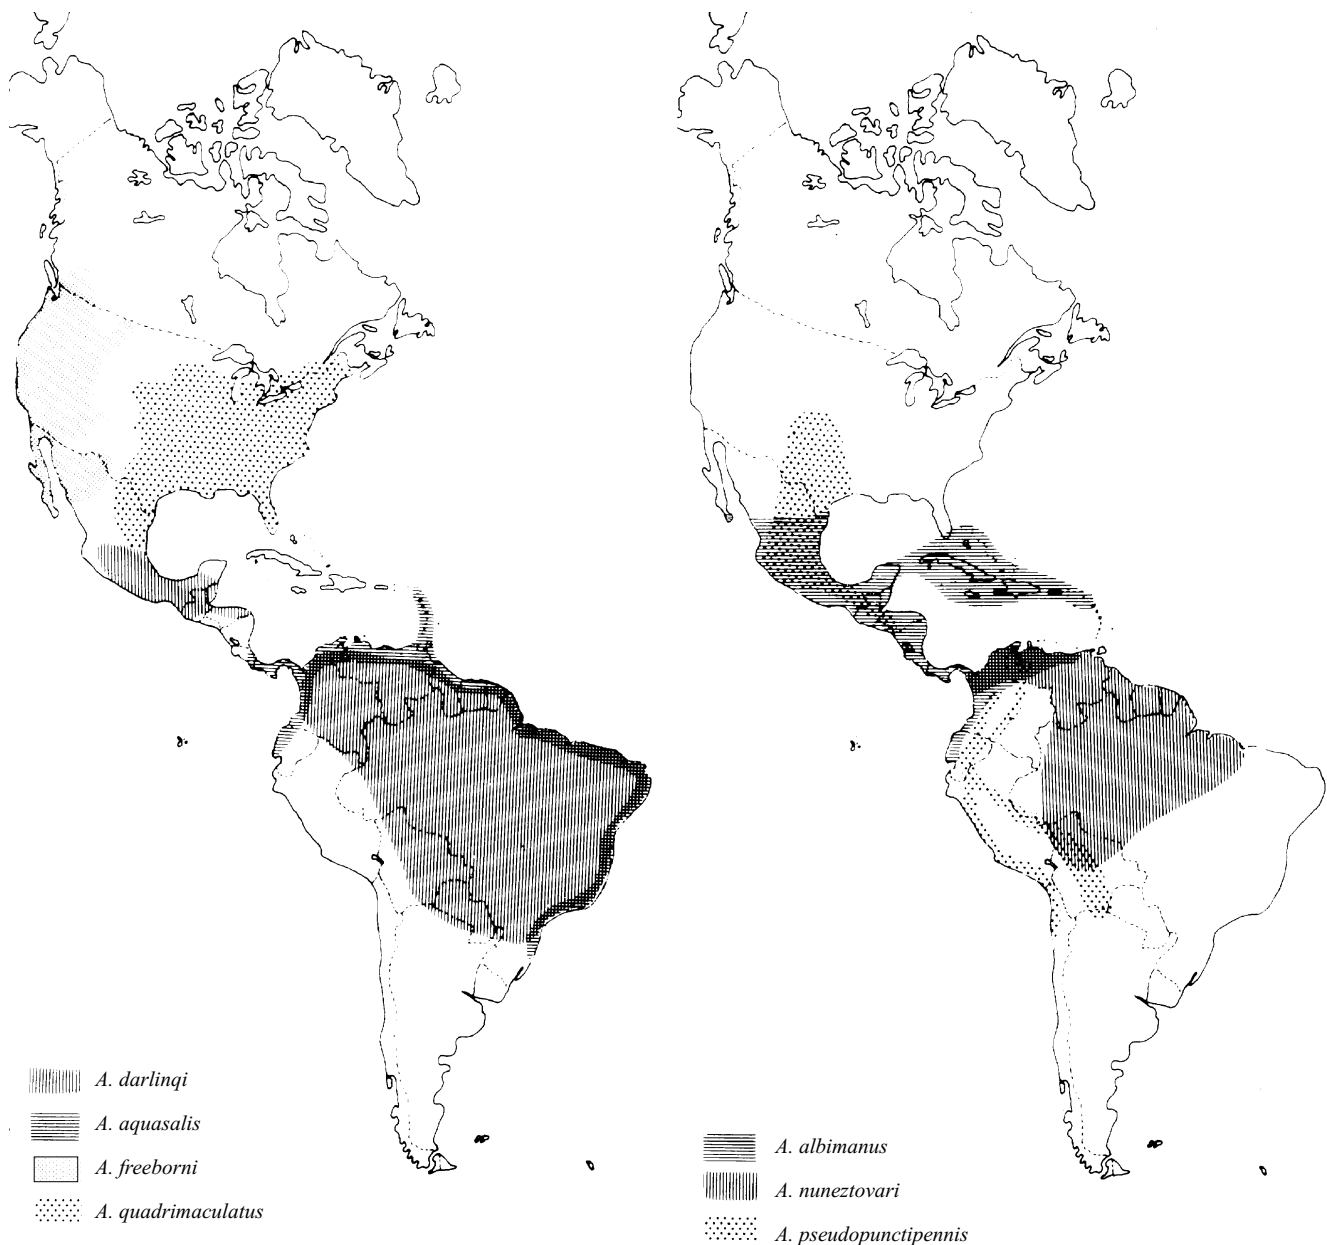 A. darlinqi
A. aquasalis
A. freeborni
A. quadrimaculatus
A. albimanus
A. nuneztovari
A. pseudopunctipennis